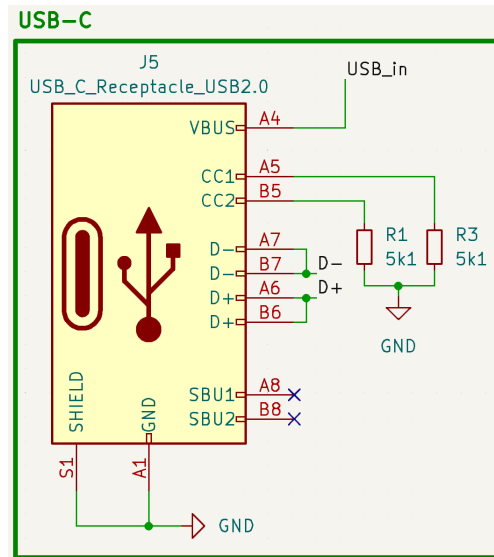 USB-C
J5
USB_C_Receptacle_USB2.0
USB_in
VBUS A4
CC1 A5
CC2 B5
R1 R3
5k1 5k1
D- A7
D- B7 D-
D+ A6 D+
D+ B6
GND
SBU1 A8
SBU2 B8
SHIELD GND
S1 A1
GND